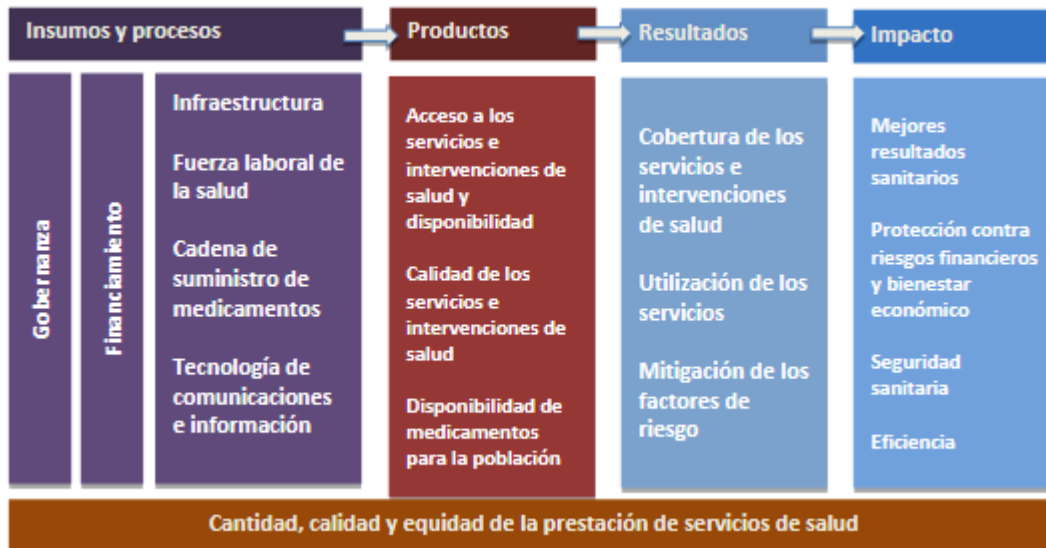 Insumos y procesos
Productos
Resultados
Impacto
Gobernanza
Financiamiento
Infraestructura
Fuerza laboral de
la salud
Cadena de
suministro de
medicamentos
Tecnología de
comunicaciones
e información
Acceso a los
servicios e
intervenciones de
salud y
disponibilidad
Calidad de los
servicios e
intervenciones de
salud
Disponibilidad de
medicamentos
para la población
Cobertura de los
servicios e
intervenciones
de salud
Utilización de los
servicios
Mitigación de los
factores de
riesgo
Mejores
resultados
sanitarios
Protección contra
riesgos financieros
y bienestar
económico
Seguridad
sanitaria
Eficiencia
Cantidad, calidad y equidad de la prestación de servicios de salud